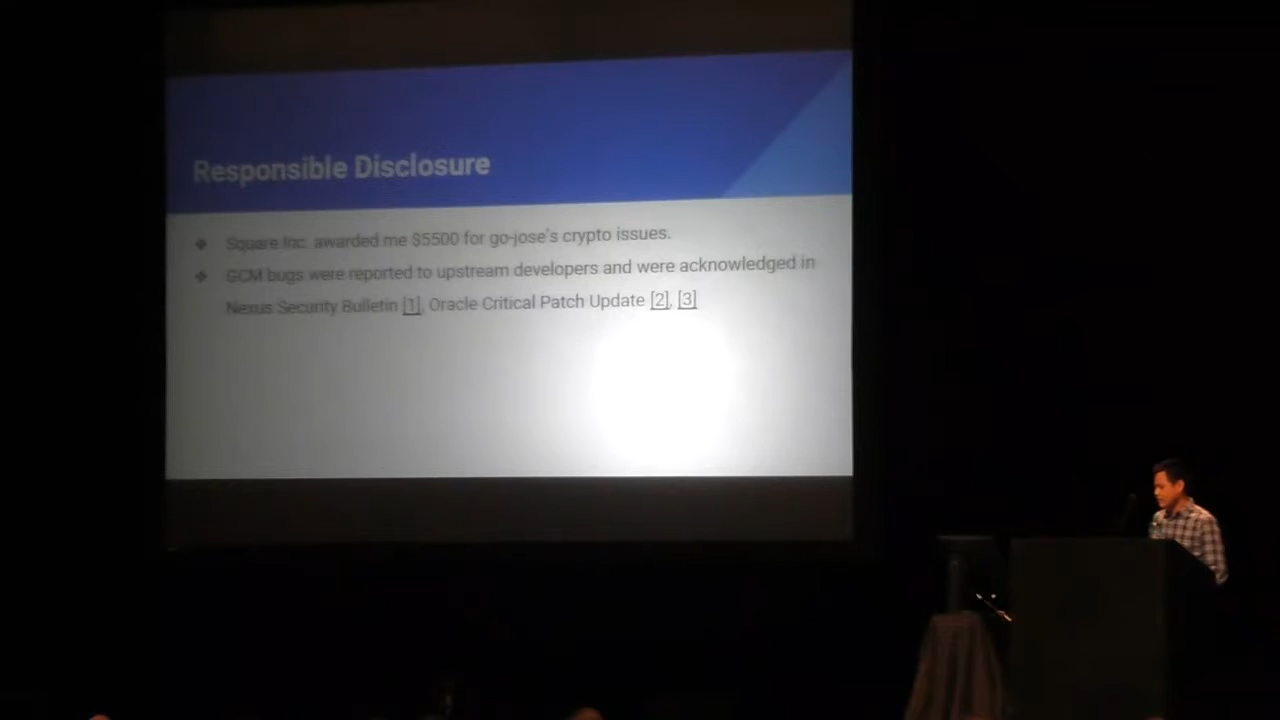 Responsible Disclosure
❖ Square Inc. awarded me $5500 for go-jose's crypto issues.
❖ GCM bugs were reported to upstream developers and were acknowledged in
Nexus Security Bulletin [1], Oracle Critical Patch Update [2], [3]